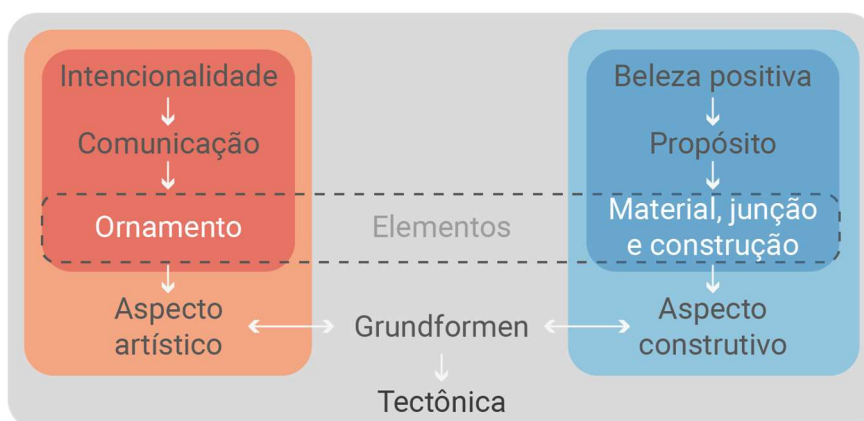 Intencionalidade
Comunicação
Ornamento
Aspecto
artístico
Elementos
Grundformen
Tectônica
Beleza positiva
Propósito
Material, junção
e construção
Aspecto
construtivo